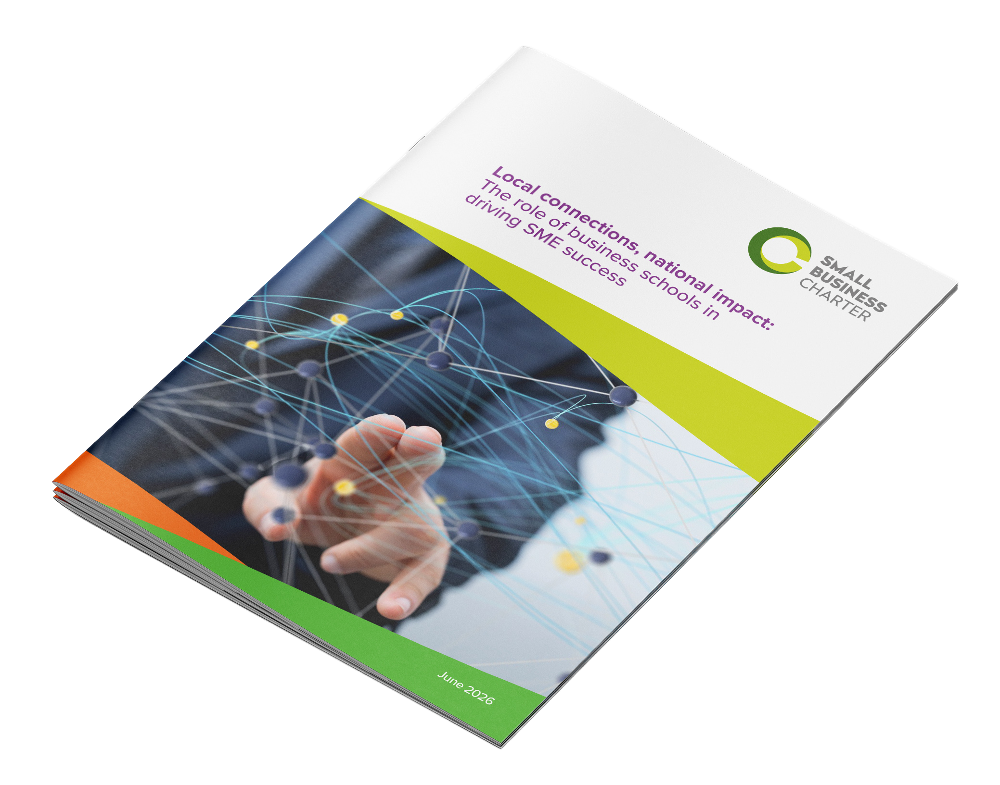 Local connections, national impact:
The role of business schools in
driving SME success
SMALL
BUSINESS
CHARTER
June 2026